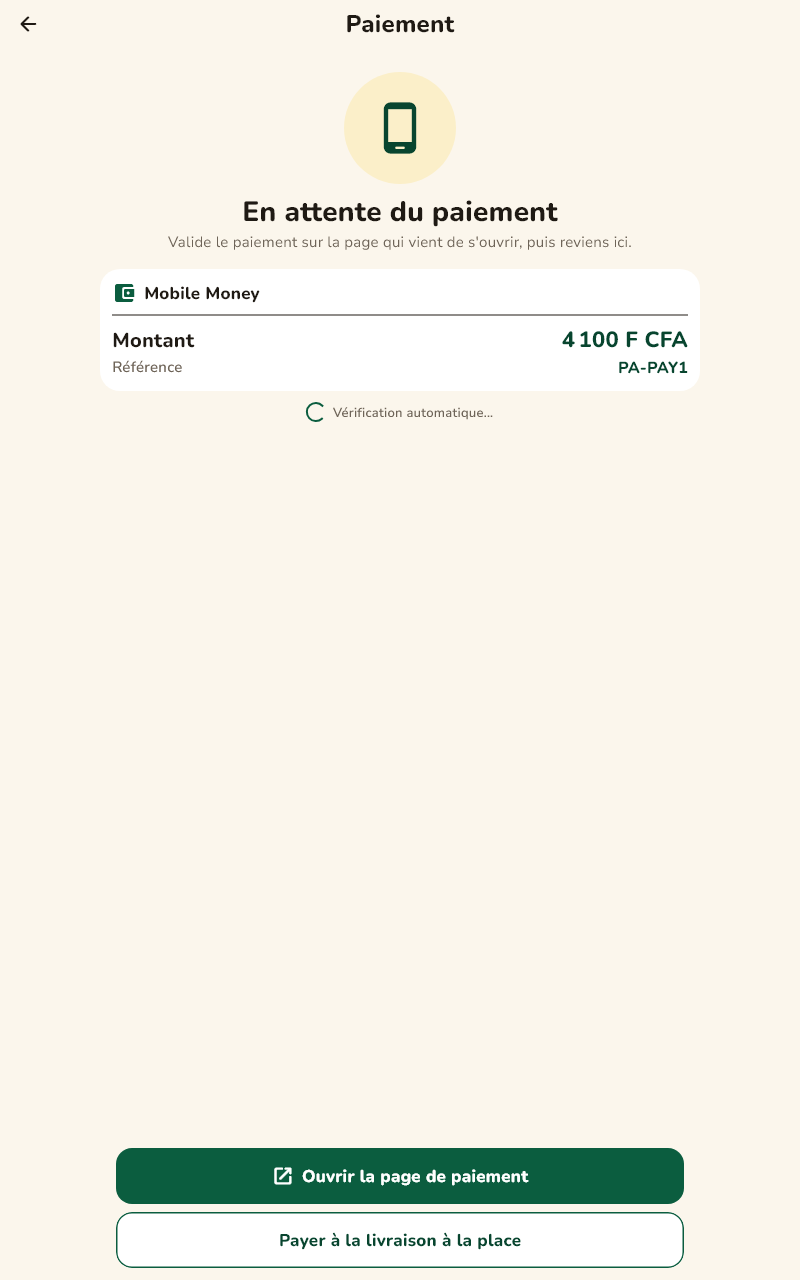 Paiement
En attente du paiement
Valide le paiement sur la page qui vient de s'ouvrir, puis reviens ici.
Mobile Money
Montant 4 100 F CFA
Référence PA-PAY1
Vérification automatique...
Ouvrir la page de paiement
Payer à la livraison à la place